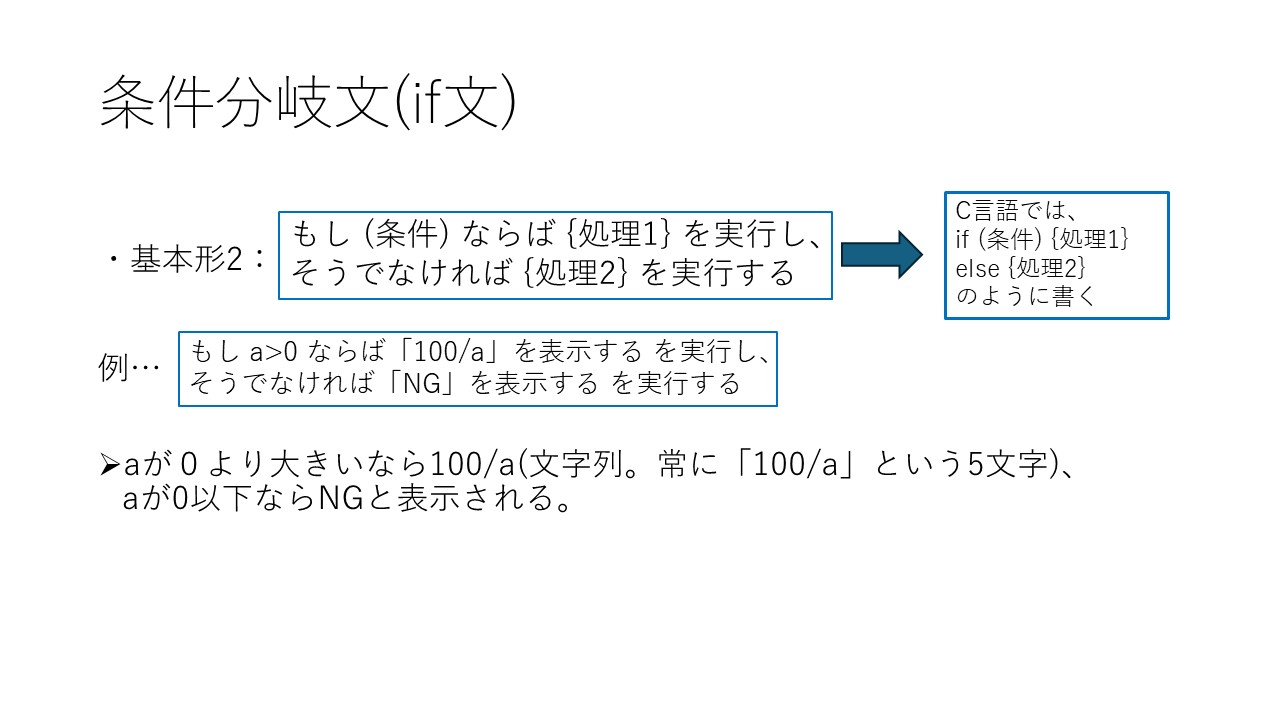 条件分岐文(if文)
・基本形2：
もし (条件) ならば {処理1} を実行し、
そうでなければ {処理2} を実行する
C言語では、
if (条件) {処理1}
else {処理2}
のように書く
例…
もし a>0 ならば「100/a」を表示する を実行し、
そうでなければ「NG」を表示する を実行する
➢aが０より大きいなら100/a(文字列。常に「100/a」という5文字)、
aが0以下ならNGと表示される。